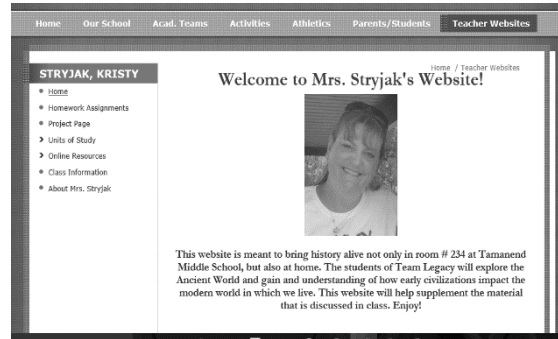 Home Our School Acad. Teams Activities Athletics Parents/Students Teacher Websites
Home / Teacher Websites
STRYJAK, KRISTY
Home
Homework Assignments
Project Page
Units of Study
Online Resources
Class Information
About Mrs. Stryjak
Welcome to Mrs. Stryjak's Website!
This website is meant to bring history alive not only in room # 234 at Tamanend
Middle School, but also at home. The students of Team Legacy will explore the
Ancient World and gain and understanding of how early civilizations impact the
modern world in which we live. This website will help supplement the material
that is discussed in class. Enjoy!